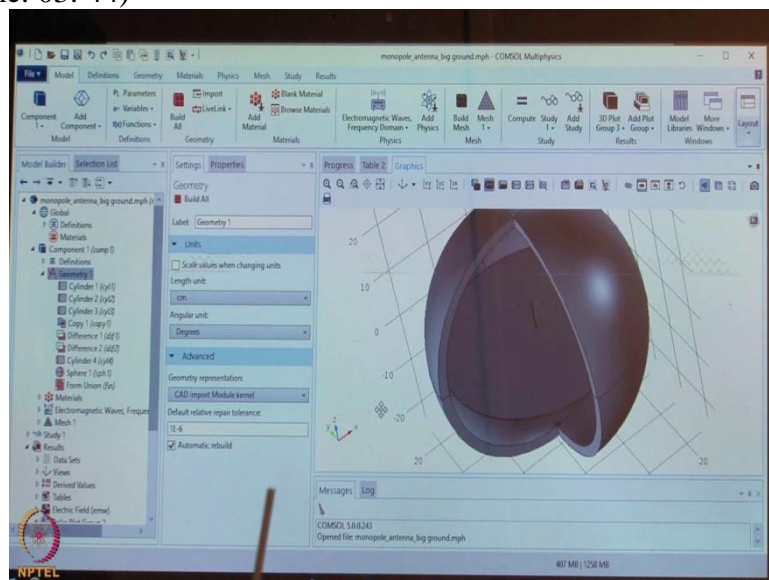 monopole_antenna_big ground.mph - COMSOL Multiphysics
File Model Definitions Geometry Materials Physics Mesh Study Results
Component 1 Add Component
Pi Parameters
a= Variables
f(x) Functions
Build All
Import
LiveLink
Add Material
Blank Material
Browse Materials
Electromagnetic Waves, Frequency Domain
Add Physics
Build Mesh
Mesh 1
Compute
Study 1
Add Study
3D Plot Group 3
Add Plot Group
Model Libraries
More Windows
Layout
Model Definitions Geometry Materials Physics Mesh Study Results Windows
Model Builder Selection List
monopole_antenna_big ground.mph
Global
Definitions
Materials
Component 1 (comp1)
Definitions
Geometry 1
Cylinder 1 (cyl1)
Cylinder 2 (cyl2)
Cylinder 3 (cyl3)
Copy 1 (copy1)
Difference 1 (dif1)
Difference 2 (dif2)
Cylinder 4 (cyl4)
Sphere 1 (sph1)
Form Union (fin)
Materials
Electromagnetic Waves, Frequen
Mesh 1
Study 1
Results
Data Sets
Views
Derived Values
Tables
Electric Field (emw)
NPTEL
Settings Properties
Geometry
Build All
Label: Geometry 1
Units
Scale values when changing units
Length unit:
cm
Angular unit:
Degrees
Advanced
Geometry representation:
CAD Import Module kernel
Default relative repair tolerance:
1E-6
Automatic rebuild
Progress Table 2 Graphics
20
10
0
-10
-20
z
y x
20 20
Messages Log
COMSOL 5.0.0.243
Opened file: monopole_antenna_big ground.mph
407 MB | 1258 MB